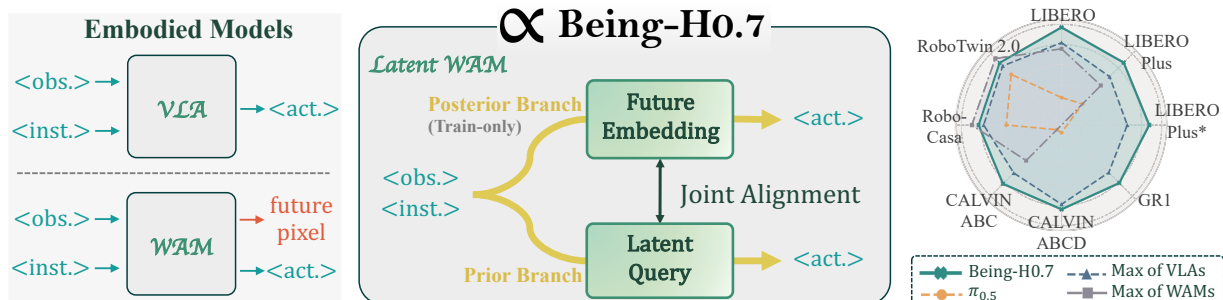 Embodied Models
<obs.>
<inst.>
VLA
<act.>
<obs.>
<inst.>
WAM
future
pixel
<act.>
∝ Being-H0.7
Latent WAM
Posterior Branch
(Train-only)
Future
Embedding
<act.>
<obs.>
<inst.>
Joint Alignment
Prior Branch
Latent
Query
<act.>
LIBERO
LIBERO
Plus
LIBERO
Plus*
GR1
CALVIN
ABCD
CALVIN
ABC
Robo-
Casa
RoboTwin 2.0
Being-H0.7
π0.5
Max of VLAs
Max of WAMs